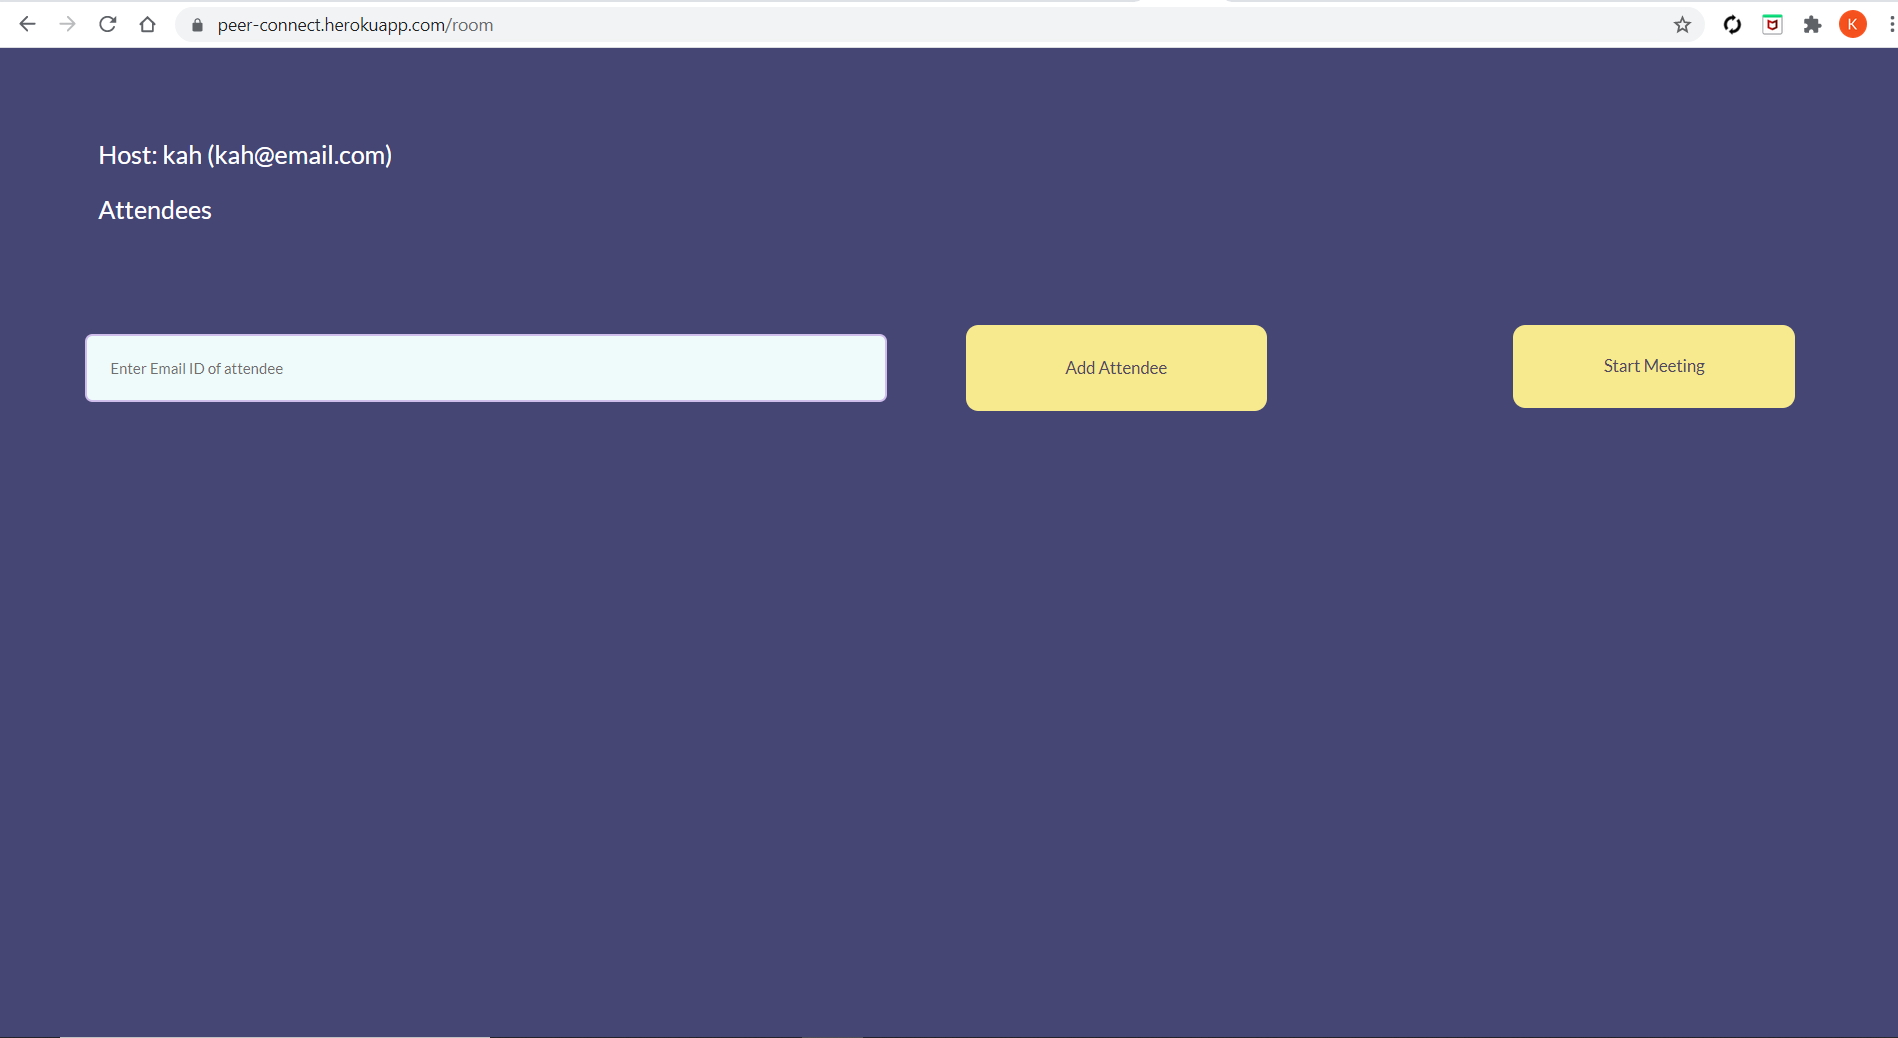 peer-connect.herokuapp.com/room
K
Host: kah (kah@email.com)
Attendees
Enter Email ID of attendee
Add Attendee
Start Meeting